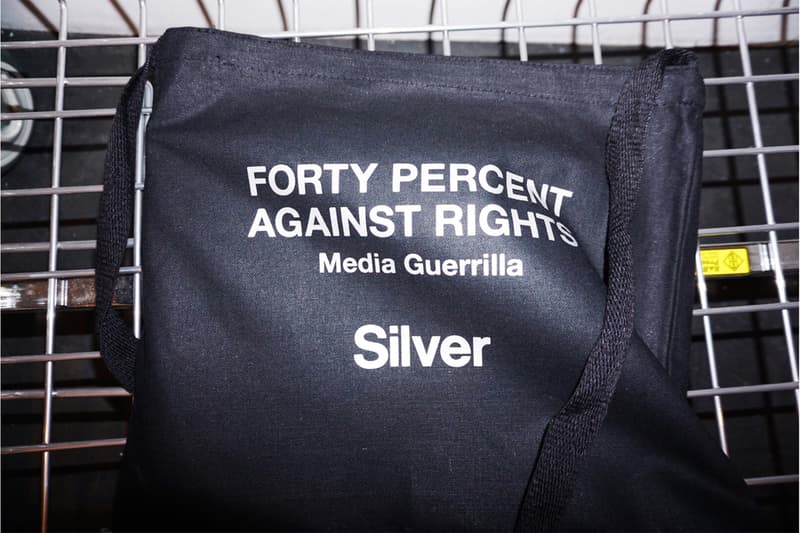 FORTY PERCENT
AGAINST RIGHTS
Media Guerrilla
Silver